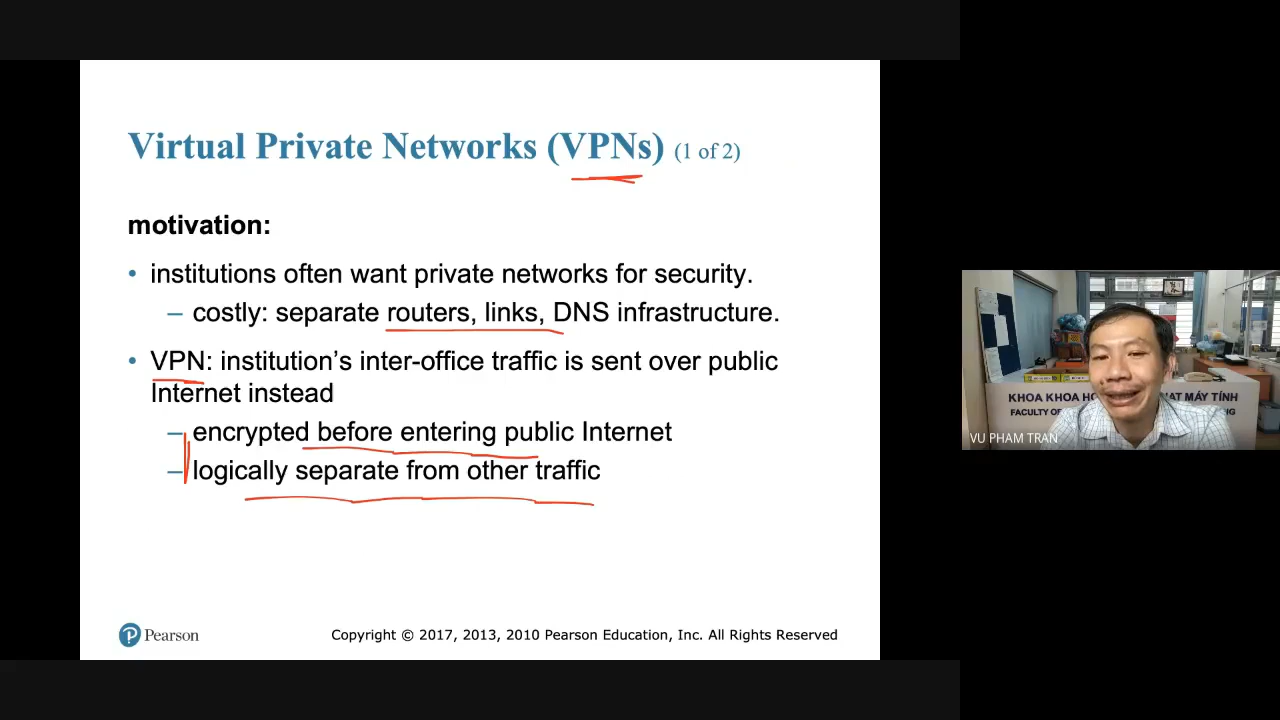 Virtual Private Networks (VPNs) (1 of 2)
motivation:
• institutions often want private networks for security.
– costly: separate routers, links, DNS infrastructure.
• VPN: institution’s inter-office traffic is sent over public
Internet instead
– encrypted before entering public Internet
– logically separate from other traffic
Pearson
Copyright © 2017, 2013, 2010 Pearson Education, Inc. All Rights Reserved
KHOA KHOA H
AT MÁY TÍNH
FACULTY OF
VU PHAM TRAN